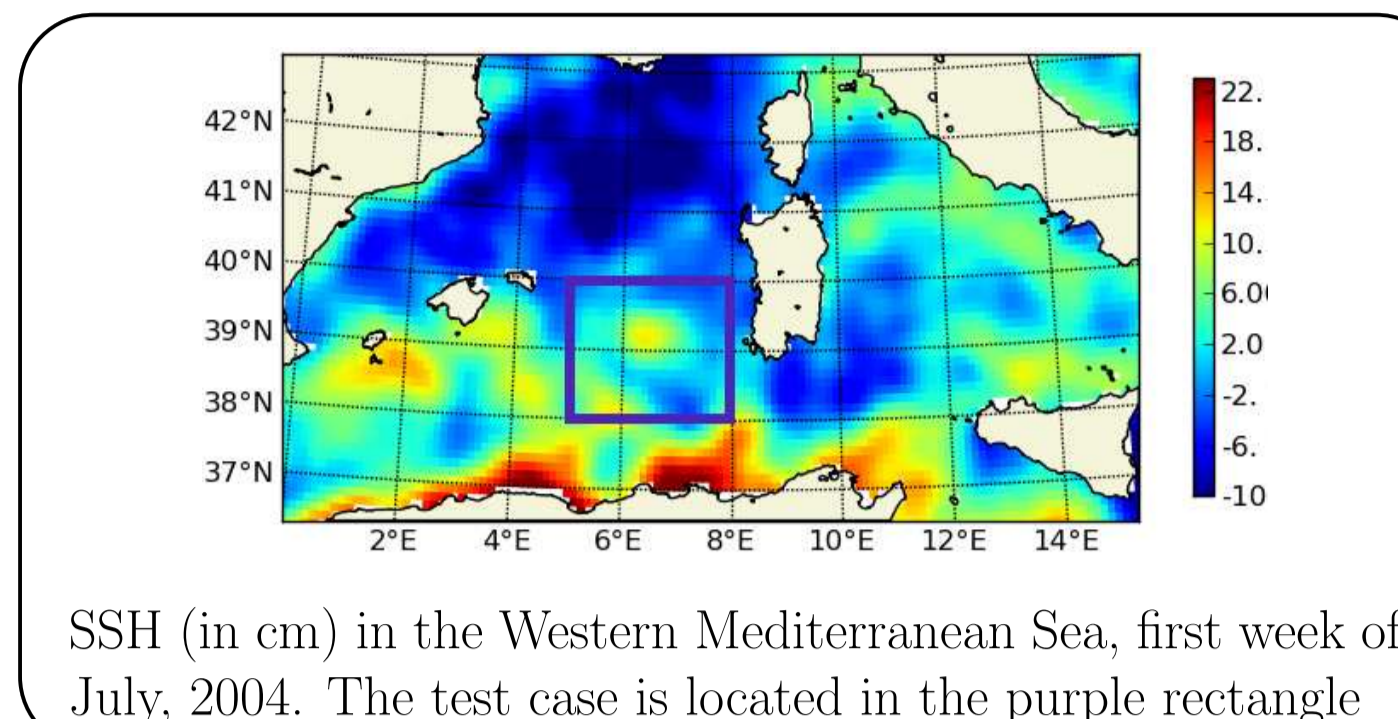 42°N
41°N
40°N
39°N
38°N
37°N
2°E 4°E 6°E 8°E 10°E 12°E 14°E
22.
18.
14.
10.
6.0
2.0
-2.
-6.
-10
SSH (in cm) in the Western Mediterranean Sea, first week of
July, 2004. The test case is located in the purple rectangle